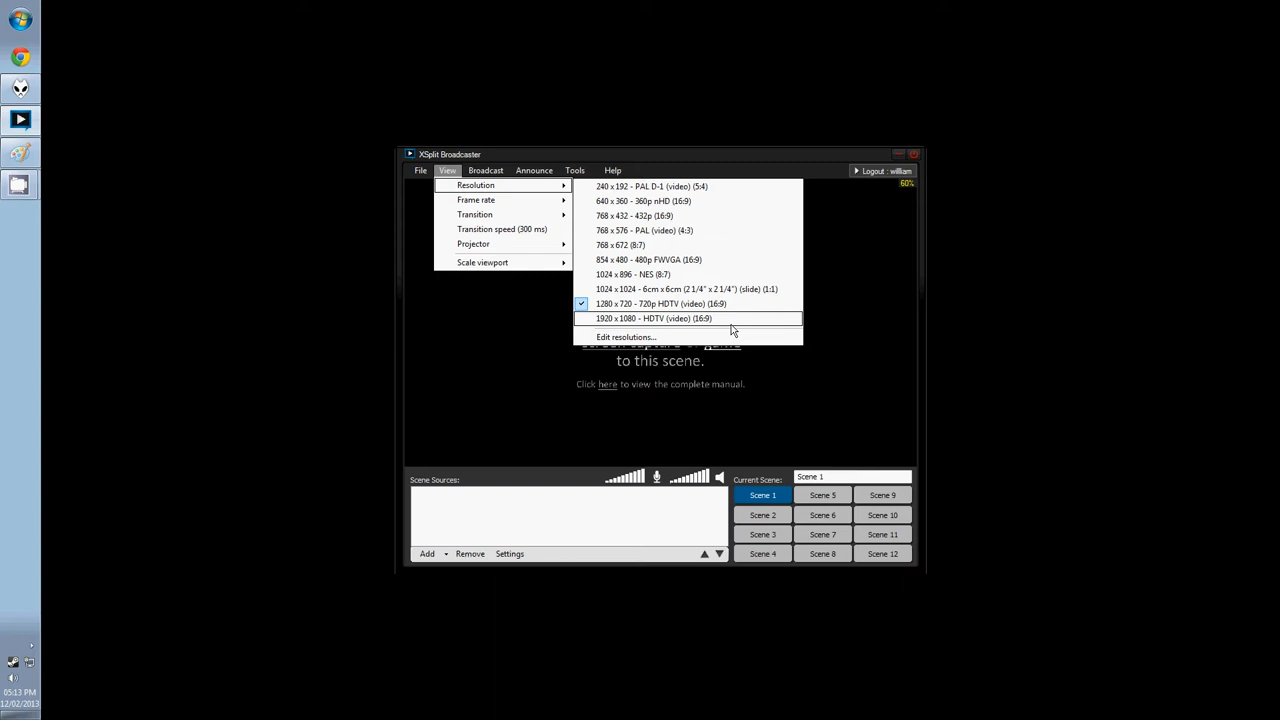 XSplit Broadcaster
File View Broadcast Announce Tools Help Logout : william
60%
Resolution
Frame rate
Transition
Transition speed (300 ms)
Projector
Scale viewport
240 x 192 - PAL D-1 (video) (5:4)
640 x 360 - 360p nHD (16:9)
768 x 432 - 432p (16:9)
768 x 576 - PAL (video) (4:3)
768 x 672 (8:7)
854 x 480 - 480p FWVGA (16:9)
1024 x 896 - NES (8:7)
1024 x 1024 - 6cm x 6cm (2 1/4" x 2 1/4") (slide) (1:1)
1280 x 720 - 720p HDTV (video) (16:9)
1920 x 1080 - HDTV (video) (16:9)
Edit resolutions...
to this scene.
Click here to view the complete manual.
Scene Sources:
Current Scene: Scene 1
Scene 1 Scene 5 Scene 9
Scene 2 Scene 6 Scene 10
Scene 3 Scene 7 Scene 11
Scene 4 Scene 8 Scene 12
Add Remove Settings
05:13 PM
12/02/2013